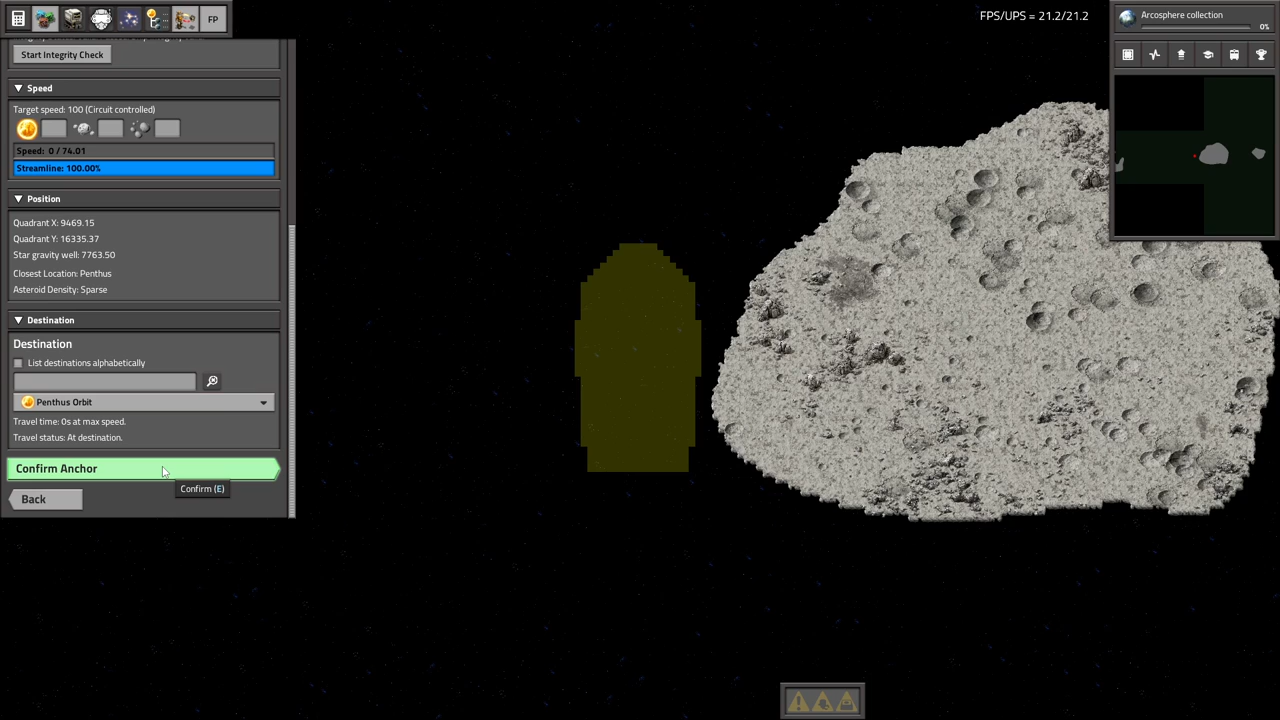 FP
FPS/UPS = 21.2/21.2
Arcosphere collection
0%
Start Integrity Check
Speed
Target speed: 100 (Circuit controlled)
Speed: 0 / 74.01
Streamline: 100.00%
Position
Quadrant X: 9469.15
Quadrant Y: 16335.37
Star gravity well: 7763.50
Closest Location: Penthus
Asteroid Density: Sparse
Destination
Destination
List destinations alphabetically
Penthus Orbit
Travel time: 0s at max speed.
Travel status: At destination.
Confirm Anchor
Confirm (E)
Back